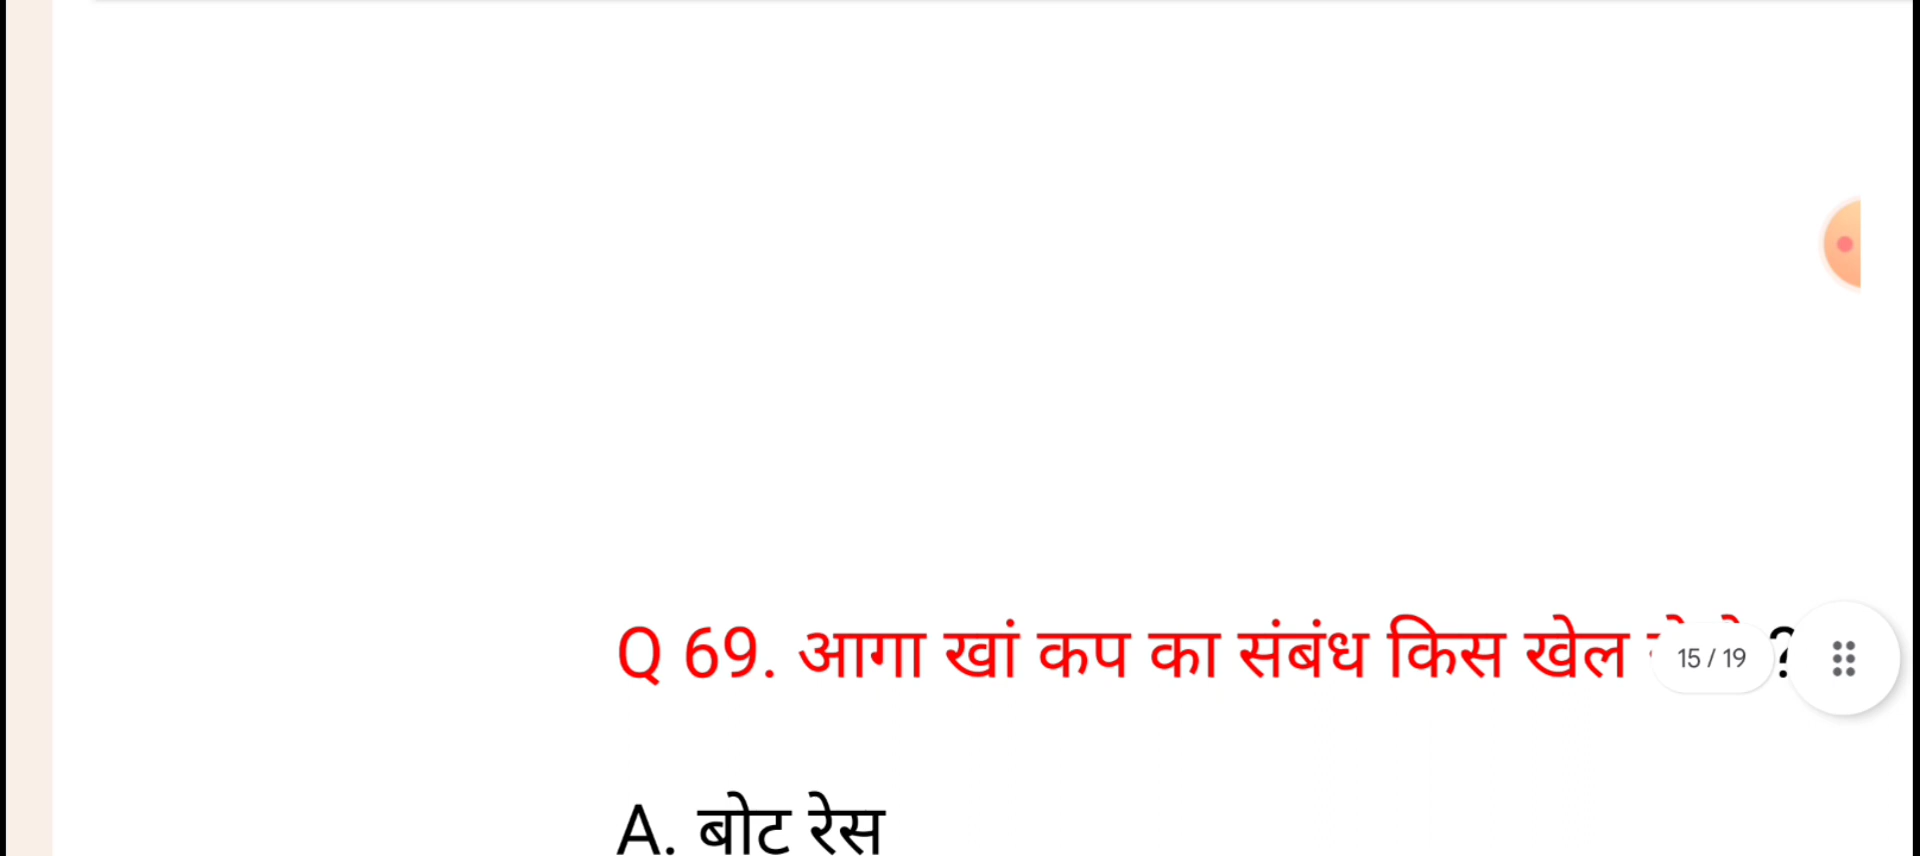 Q 69. आगा खां कप का संबंध किस खेल ?
15 / 19
A. बोट रेस